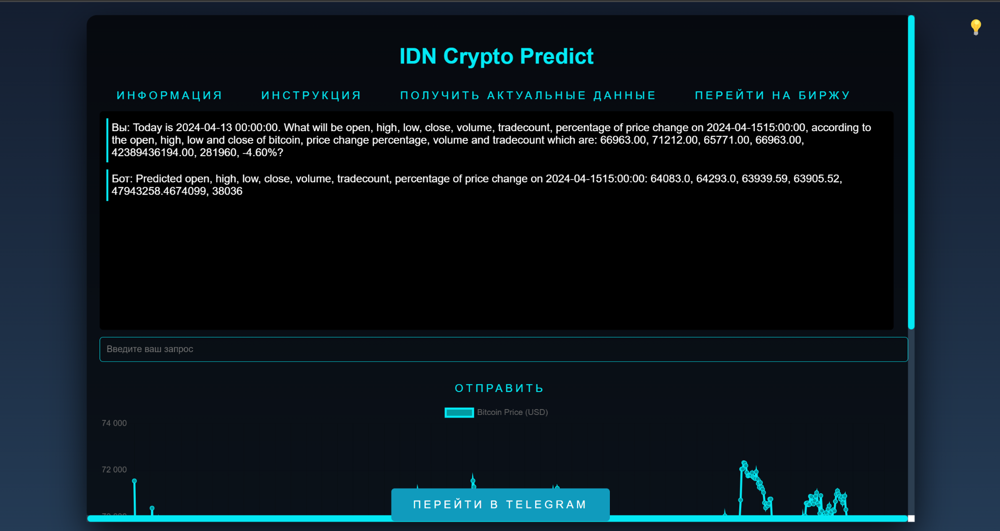 IDN Crypto Predict
ИНФОРМАЦИЯ ИНСТРУКЦИЯ ПОЛУЧИТЬ АКТУАЛЬНЫЕ ДАННЫЕ ПЕРЕЙТИ НА БИРЖУ
Вы: Today is 2024-04-13 00:00:00. What will be open, high, low, close, volume, tradecount, percentage of price change on 2024-04-1515:00:00, according to
the open, high, low and close of bitcoin, price change percentage, volume and tradecount which are: 66963.00, 71212.00, 65771.00, 66963.00,
42389436194.00, 281960, -4.60%?
Бот: Predicted open, high, low, close, volume, tradecount, percentage of price change on 2024-04-1515:00:00: 64083.0, 64293.0, 63939.59, 63905.52,
47943258.4674099, 38036
Введите ваш запрос
ОТПРАВИТЬ
Bitcoin Price (USD)
74 000
72 000
ПЕРЕЙТИ В TELEGRAM